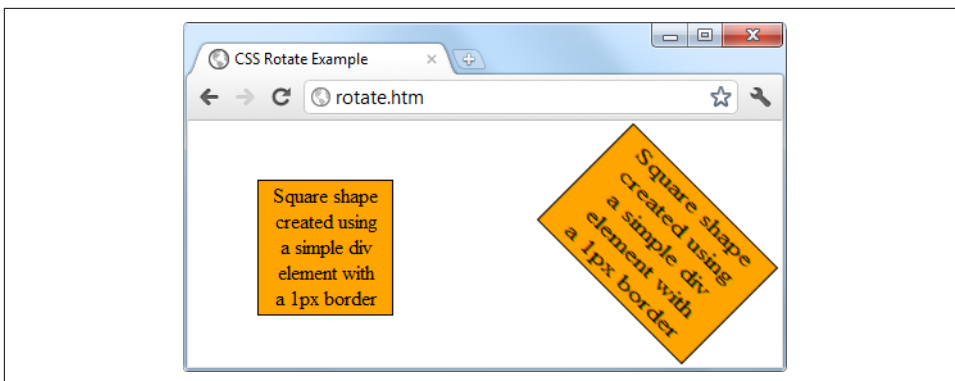 CSS Rotate Example
rotate.htm
Square shape
created using
a simple div
element with
a 1px border
Square shape
created using
a simple div
element with
a 1px border